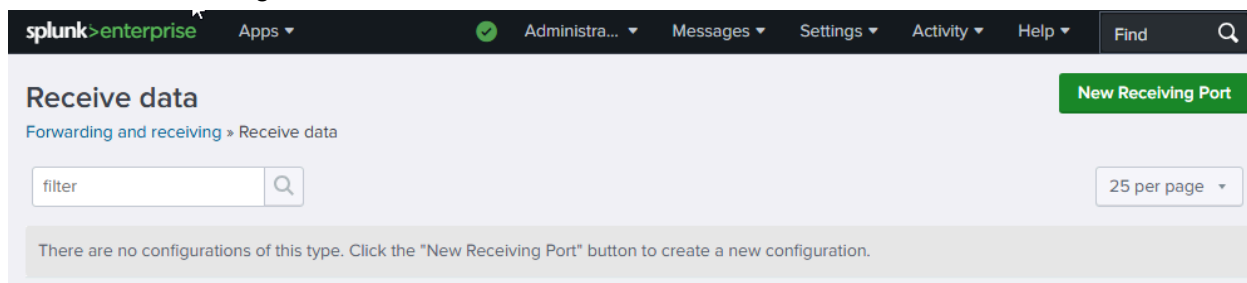 splunk>enterprise Apps Administra... Messages Settings Activity Help Find
Receive data
New Receiving Port
Forwarding and receiving » Receive data
filter
25 per page
There are no configurations of this type. Click the "New Receiving Port" button to create a new configuration.